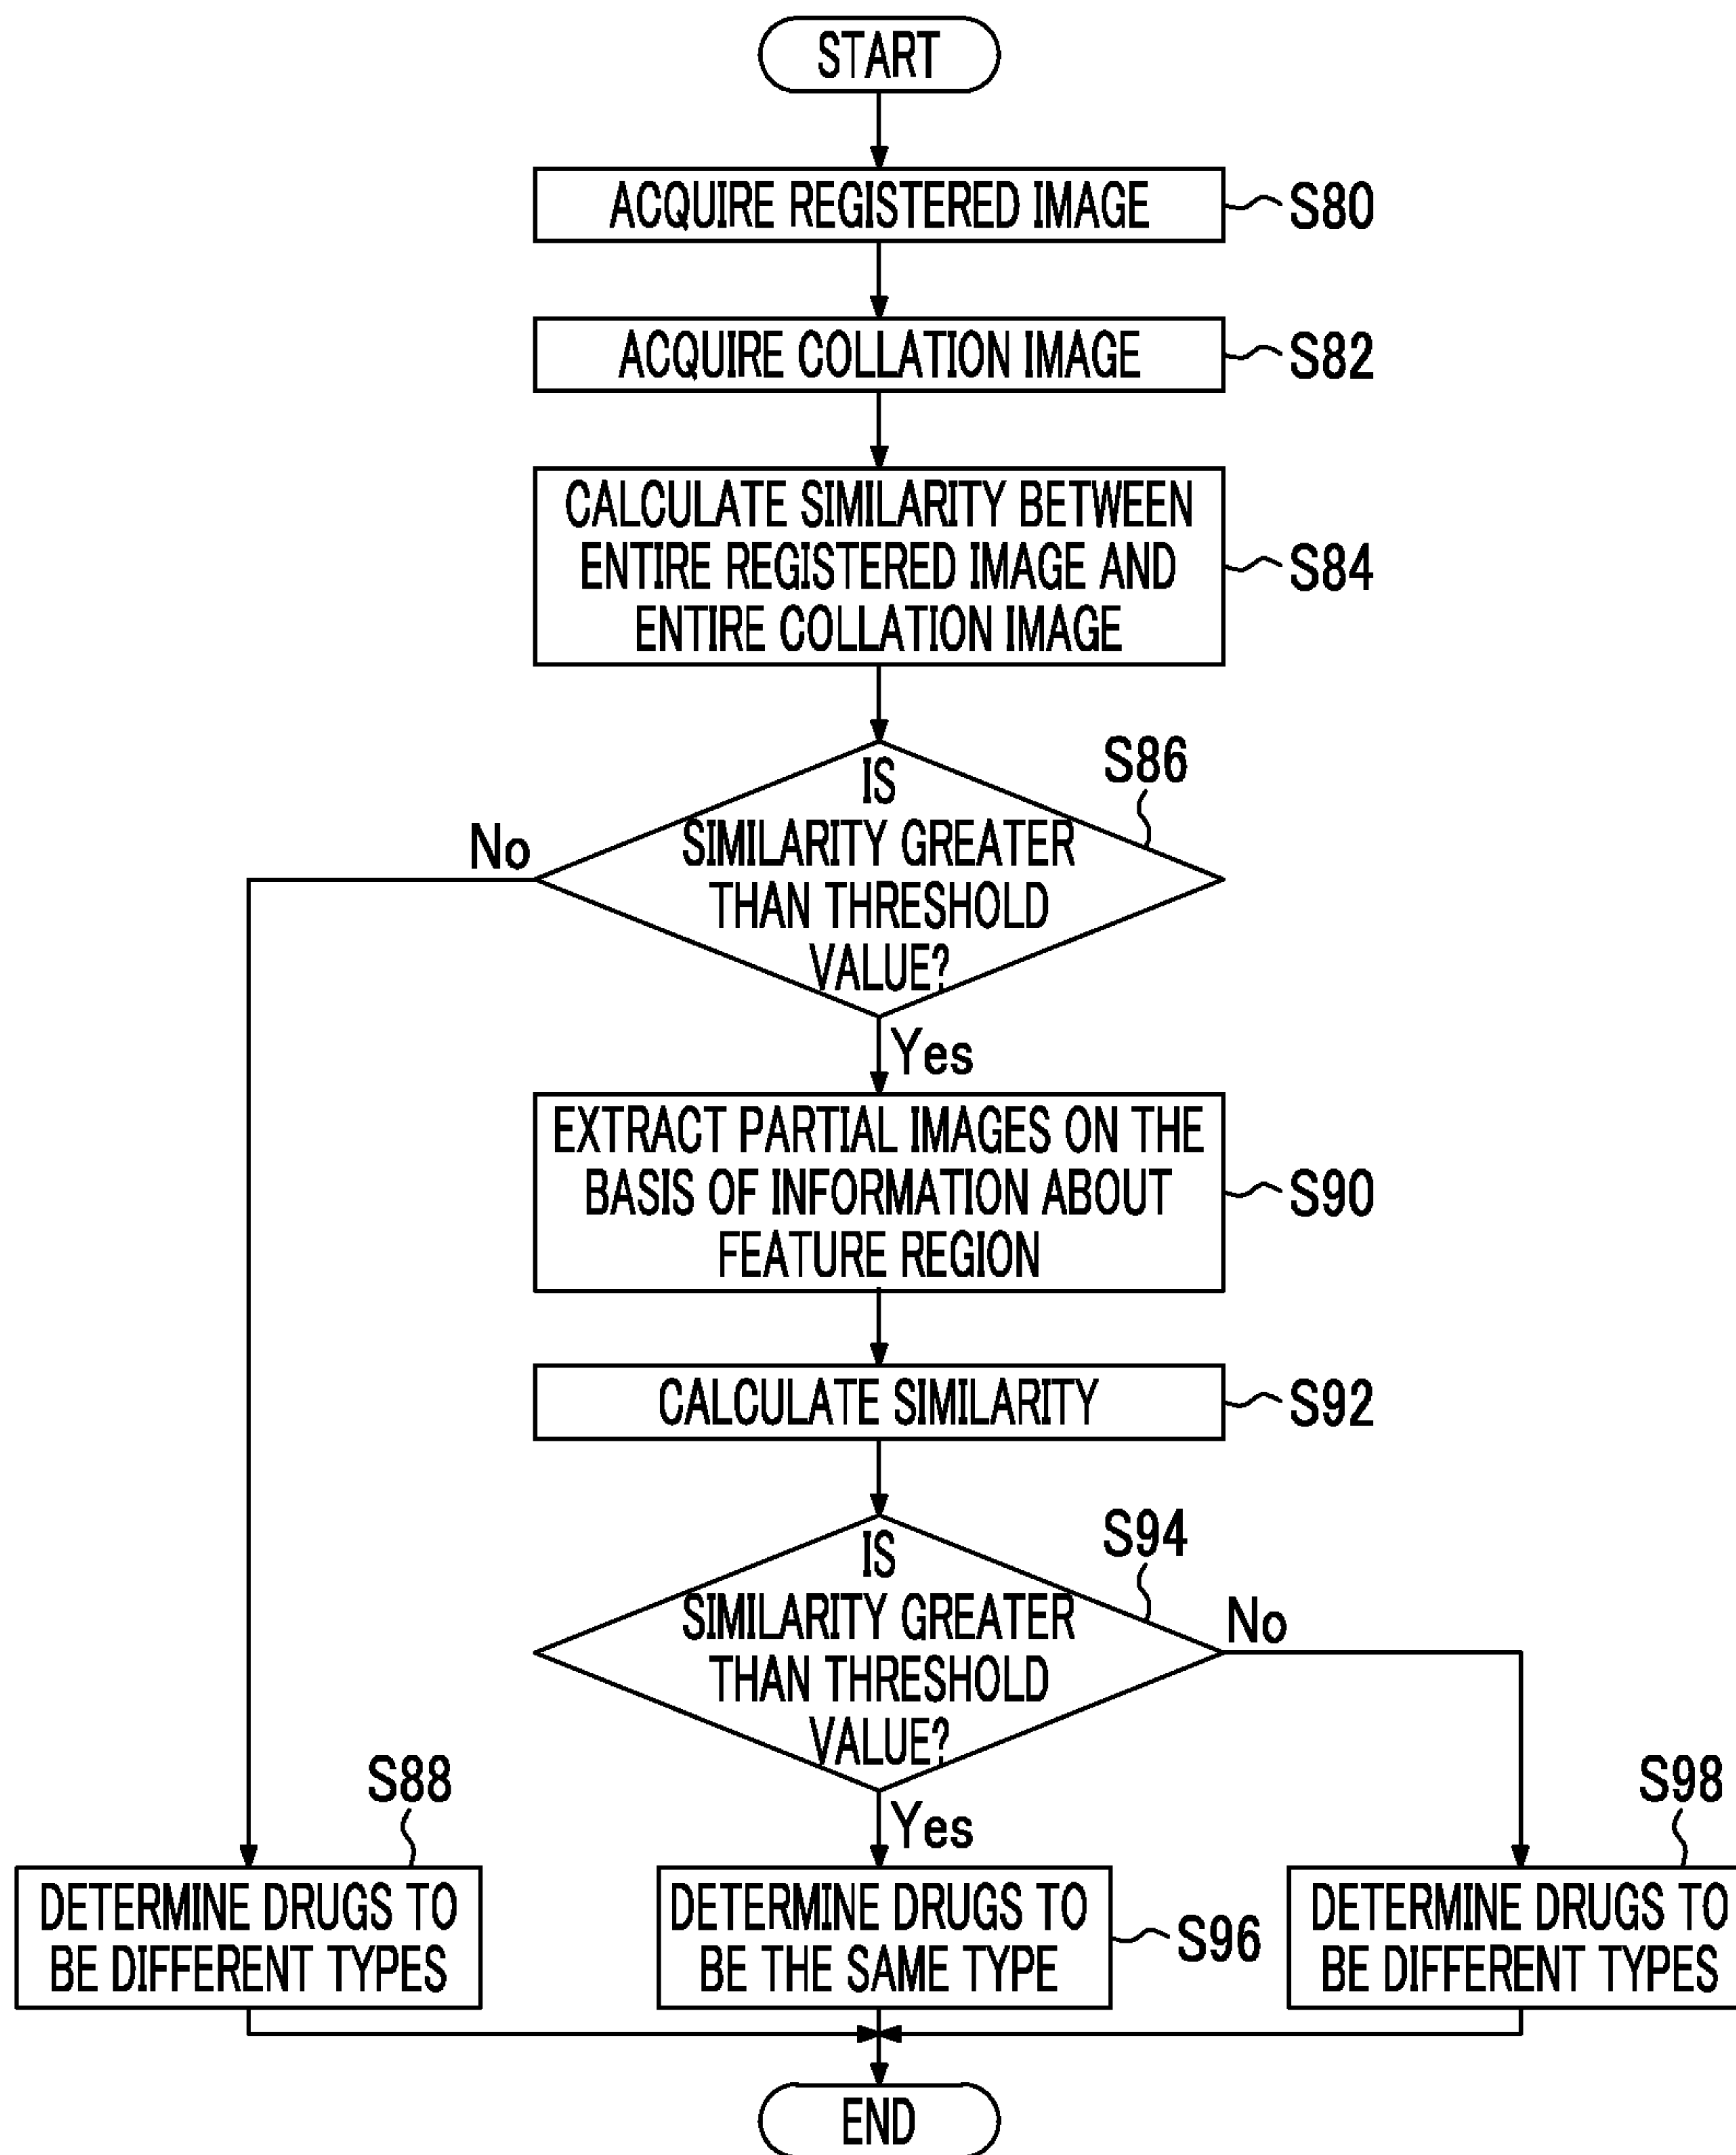 START
ACQUIRE REGISTERED IMAGE
S80
ACQUIRE COLLATION IMAGE
S82
CALCULATE SIMILARITY BETWEEN
ENTIRE REGISTERED IMAGE AND
ENTIRE COLLATION IMAGE
S84
S86
IS
SIMILARITY GREATER
THAN THRESHOLD
VALUE?
No
Yes
EXTRACT PARTIAL IMAGES ON THE
BASIS OF INFORMATION ABOUT
FEATURE REGION
S90
CALCULATE SIMILARITY
S92
S94
IS
SIMILARITY GREATER
THAN THRESHOLD
VALUE?
No
Yes
S88
DETERMINE DRUGS TO
BE DIFFERENT TYPES
DETERMINE DRUGS TO
BE THE SAME TYPE
S96
S98
DETERMINE DRUGS TO
BE DIFFERENT TYPES
END